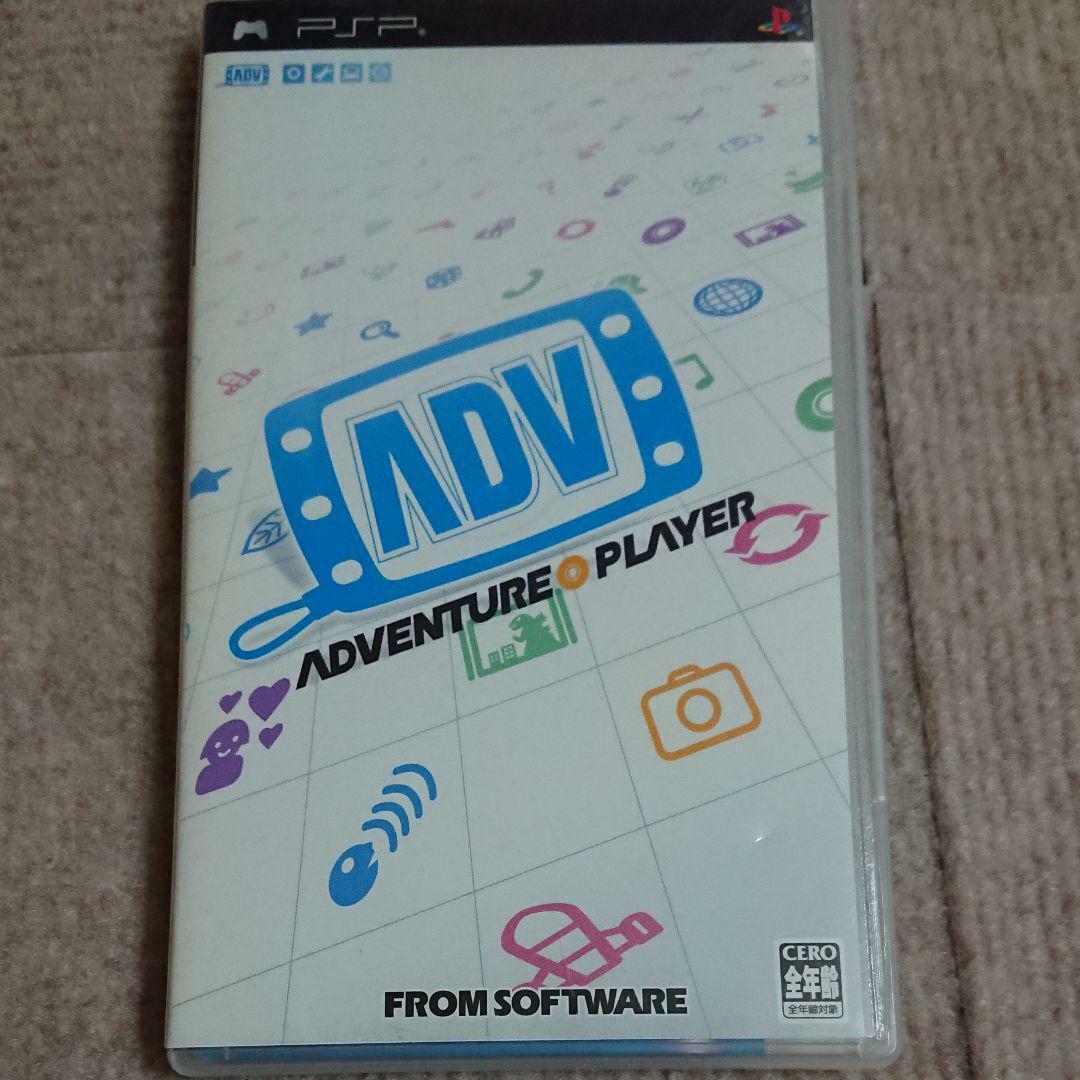 PSP
ADV
ADV
ADVENTURE PLAYER
FROM SOFTWARE
CERO
全年齢
全年齢対象